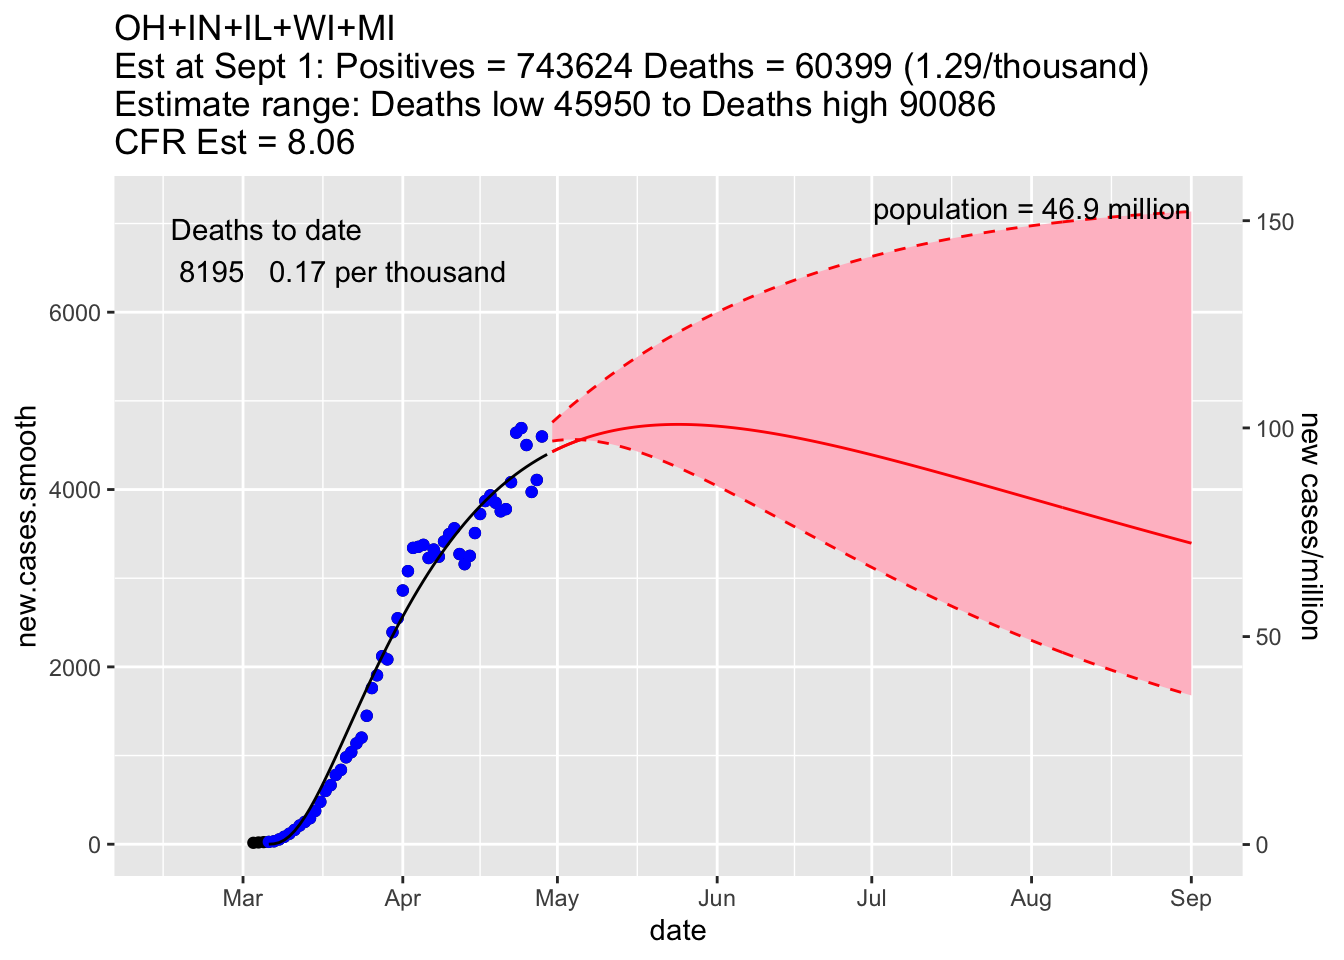 OH+IN+IL+WI+MI
Est at Sept 1: Positives = 743624 Deaths = 60399 (1.29/thousand)
Estimate range: Deaths low 45950 to Deaths high 90086
CFR Est = 8.06
population = 46.9 million
Deaths to date
8195 0.17 per thousand
new.cases.smooth
6000
4000
2000
0
150
100
50
0
new cases/million
Mar Apr May Jun Jul Aug Sep
date